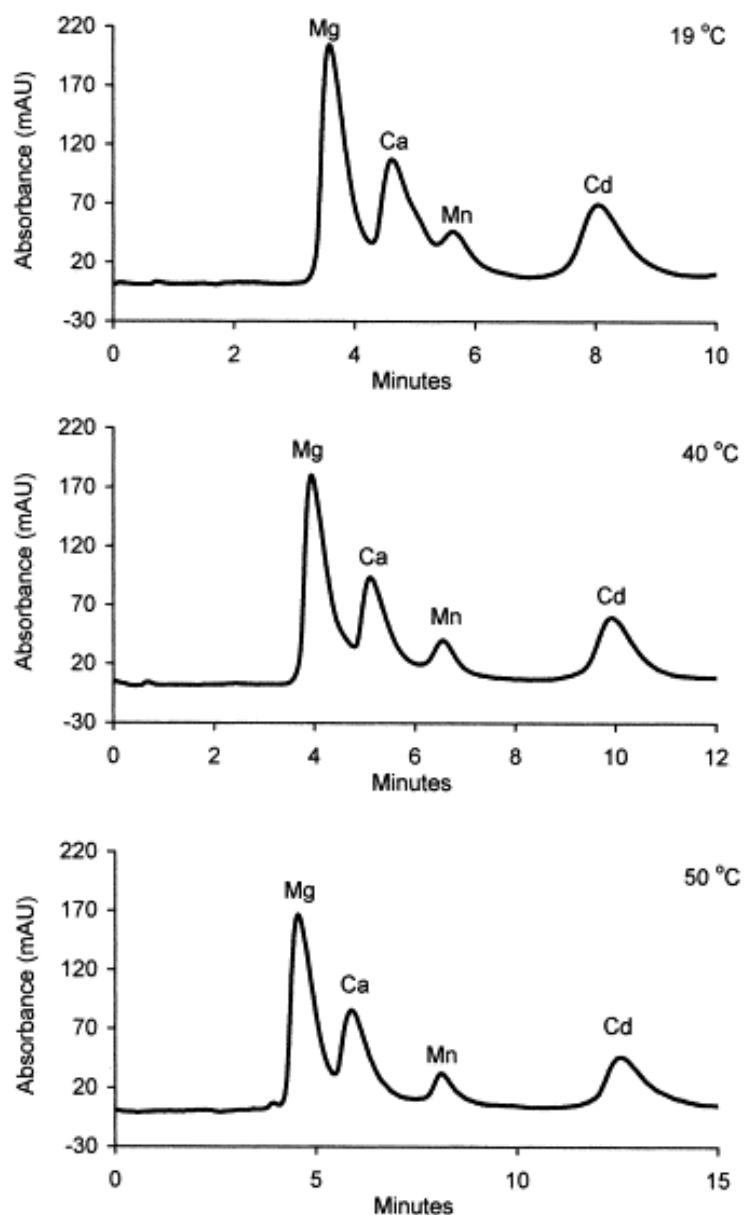 220
Mg
19 °C
170
Absorbance (mAU)
120
Ca
70
Mn
Cd
20
-30
0 2 4 6 8 10
Minutes
220
Mg
40 °C
170
Absorbance (mAU)
120
Ca
70
Mn
Cd
20
-30
0 2 4 6 8 10 12
Minutes
220
Mg
50 °C
170
Absorbance (mAU)
120
Ca
70
Mn
Cd
20
-30
0 5 10 15
Minutes